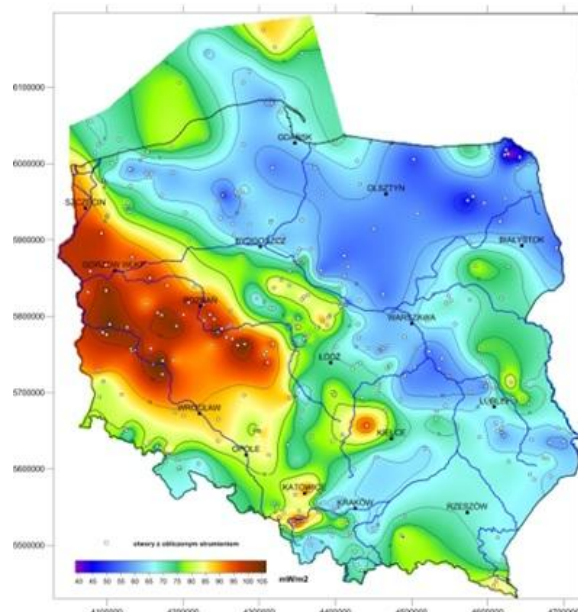 6100000
GDAŃSK
6000000
OLSZTYN
SZCZECIN
5900000
BYDGOSZCZ
BIAŁYSTOK
GORZÓW WLKP
POZNAŃ
5800000
WARSZAWA
ŁÓDŹ
5700000
WROCŁAW
LUBLIN
KIELCE
OPOLE
5600000
KATOWICE
KRAKÓW
RZESZÓW
5500000
otwory z obliczonym strumieniem
40 45 50 55 60 65 70 75 80 85 90 95 100 105
mW/m2